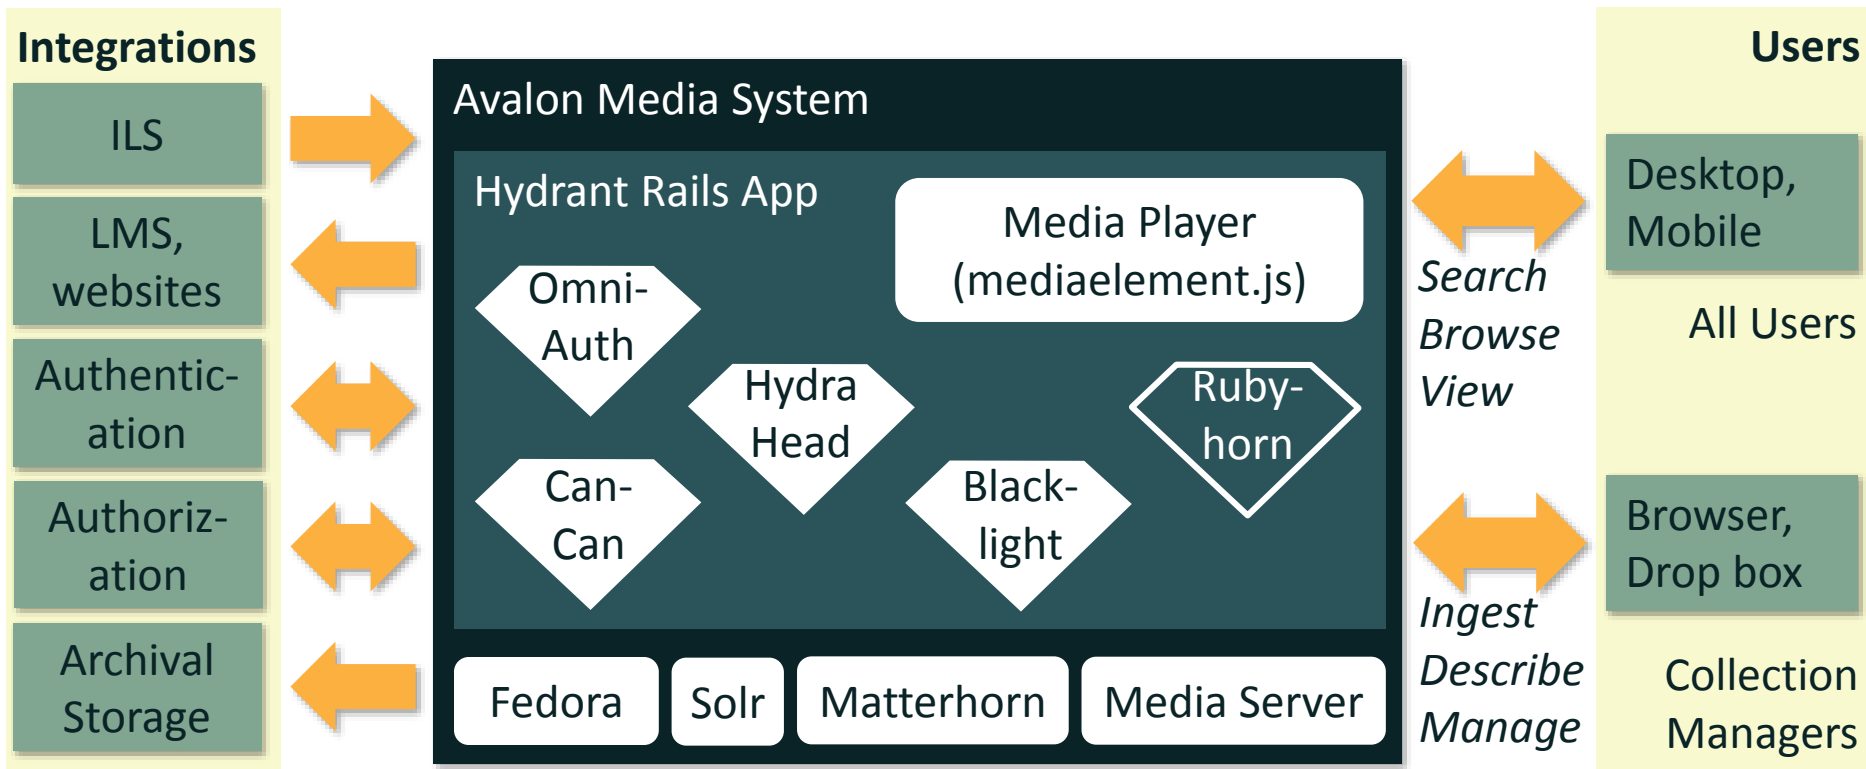 Integrations
ILS
LMS,
websites
Authentic-
ation
Authoriz-
ation
Archival
Storage
Avalon Media System
Hydrant Rails App
Media Player
(mediaelement.js)
Omni-
Auth
Hydra
Head
Ruby-
horn
Can-
Can
Black-
light
Fedora
Solr
Matterhorn
Media Server
Search
Browse
View
Ingest
Describe
Manage
Users
Desktop,
Mobile
All Users
Browser,
Drop box
Collection
Managers